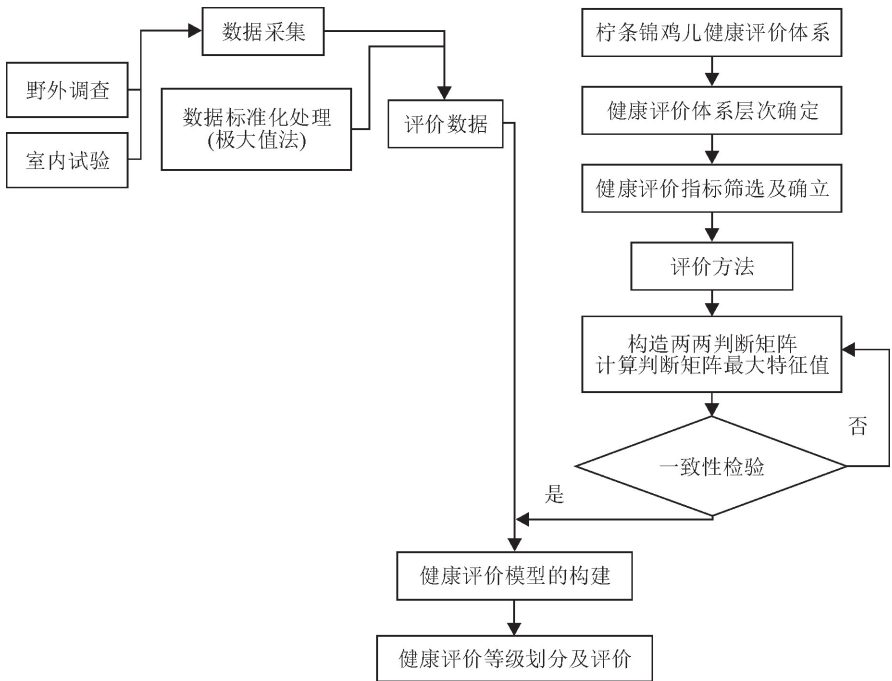 数据采集
野外调查
室内试验
数据标准化处理
(极大值法)
评价数据
柠条锦鸡儿健康评价体系
健康评价体系层次确定
健康评价指标筛选及确立
评价方法
构造两两判断矩阵
计算判断矩阵最大特征值
一致性检验
否
是
健康评价模型的构建
健康评价等级划分及评价